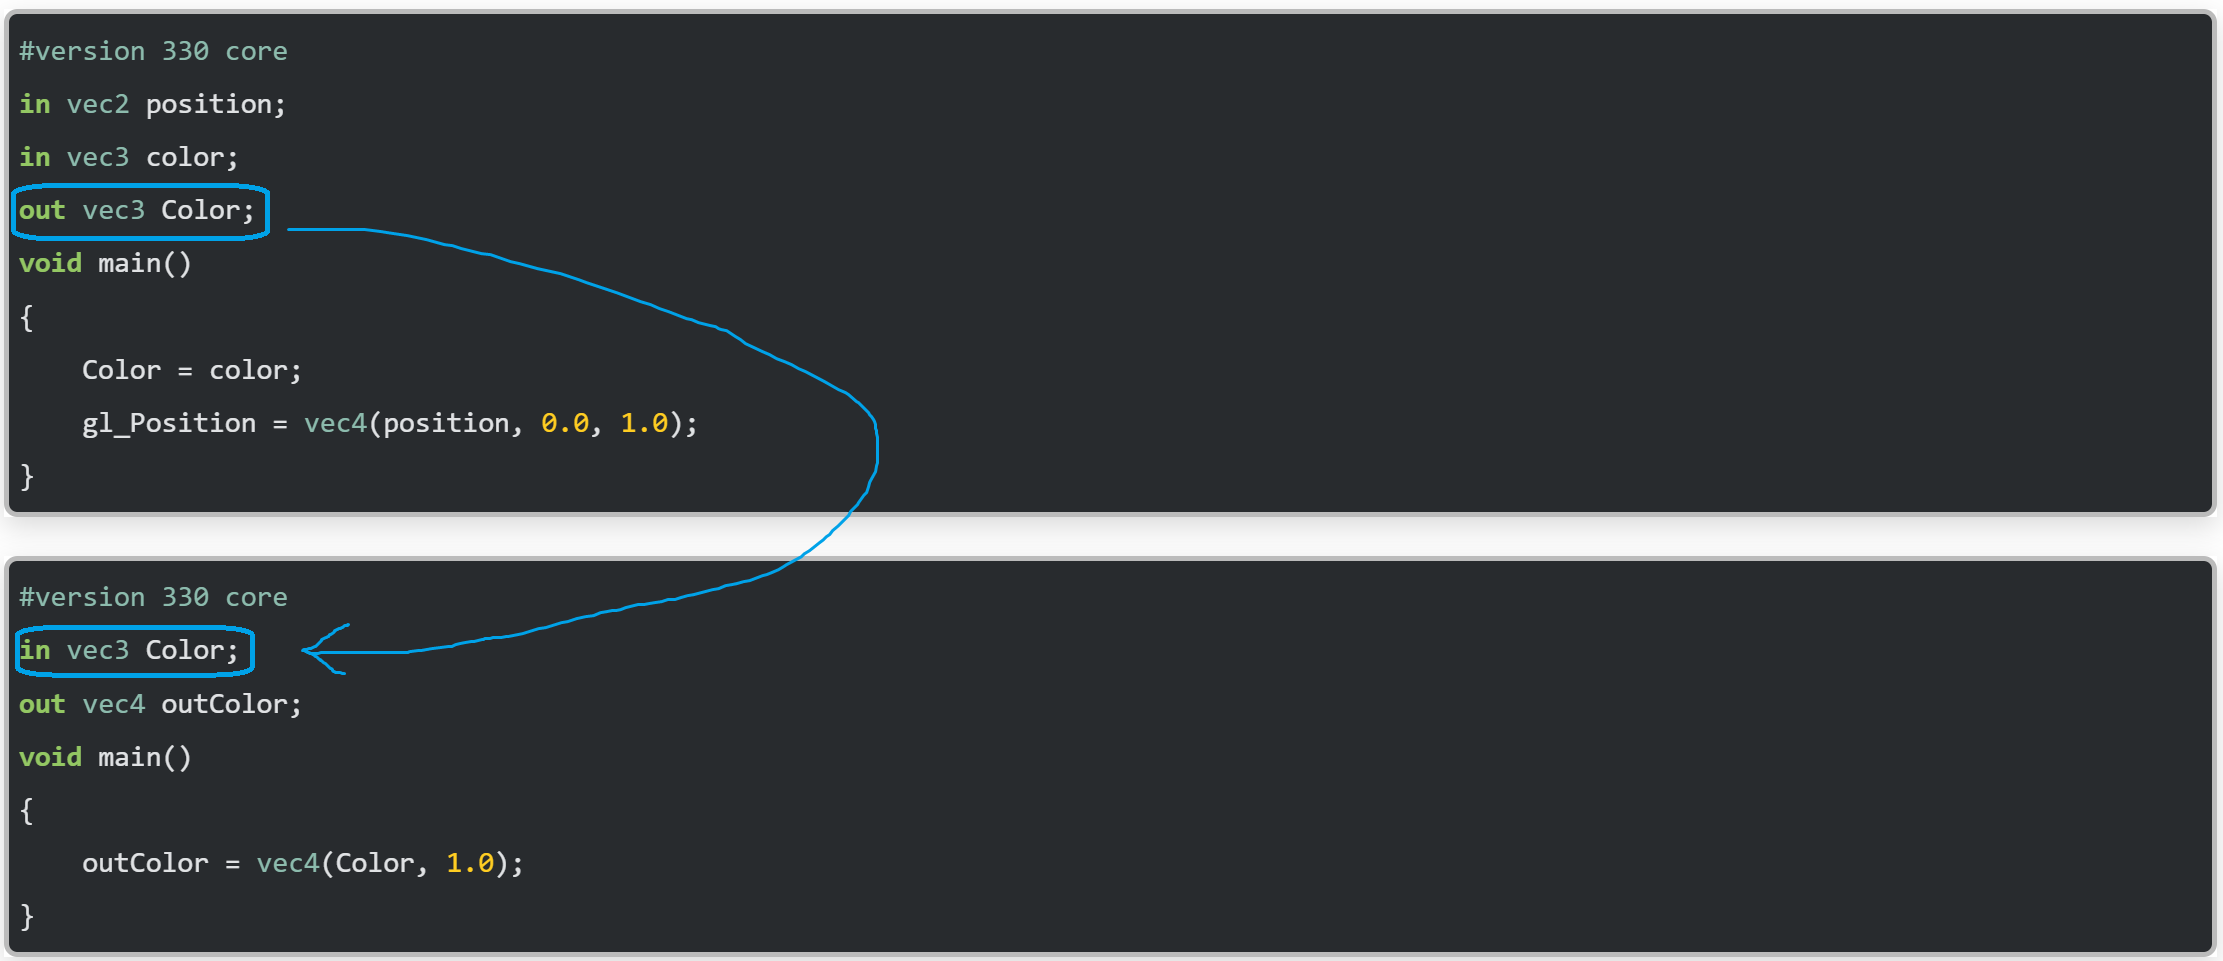 #version 330 core
in vec2 position;
in vec3 color;
out vec3 Color;
void main()
{
    Color = color;
    gl_Position = vec4(position, 0.0, 1.0);
}
#version 330 core
in vec3 Color;
out vec4 outColor;
void main()
{
    outColor = vec4(Color, 1.0);
}